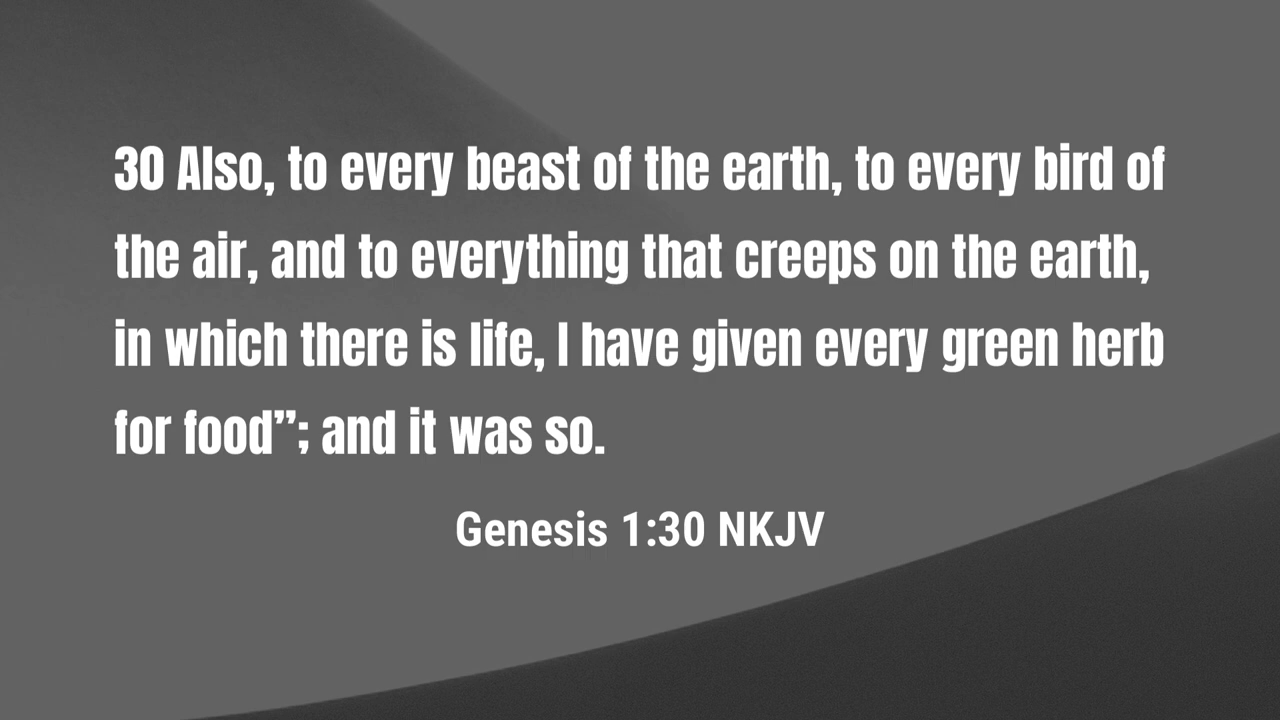 30 Also, to every beast of the earth, to every bird of
the air, and to everything that creeps on the earth,
in which there is life, I have given every green herb
for food”; and it was so.
Genesis 1:30 NKJV